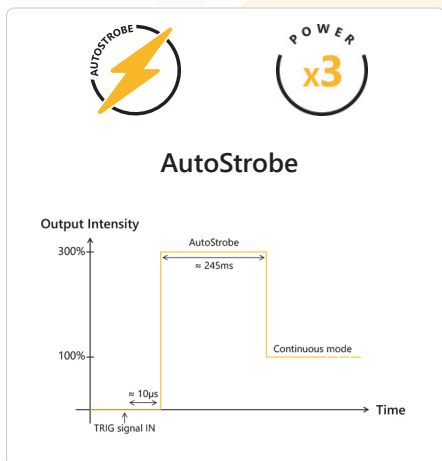 AUTOSTROBE
POWER
x3
AutoStrobe
Output Intensity
300%
AutoStrobe
≈ 245ms
100%
Continuous mode
≈ 10µs
Time
TRIG signal IN